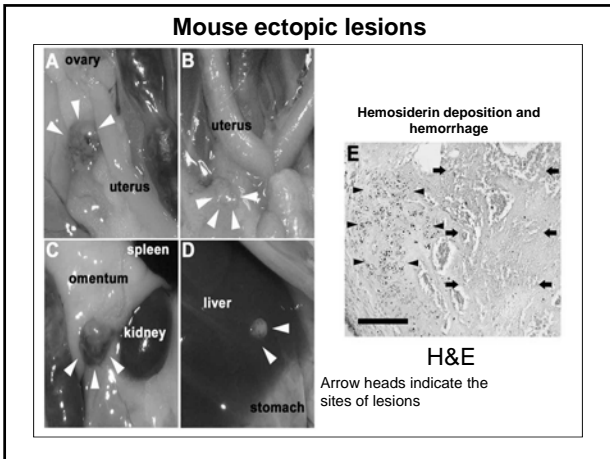 Mouse ectopic lesions
A
ovary
uterus
B
uterus
C
spleen
omentum
kidney
D
liver
stomach
Hemosiderin deposition and
hemorrhage
E
H&E
Arrow heads indicate the
sites of lesions